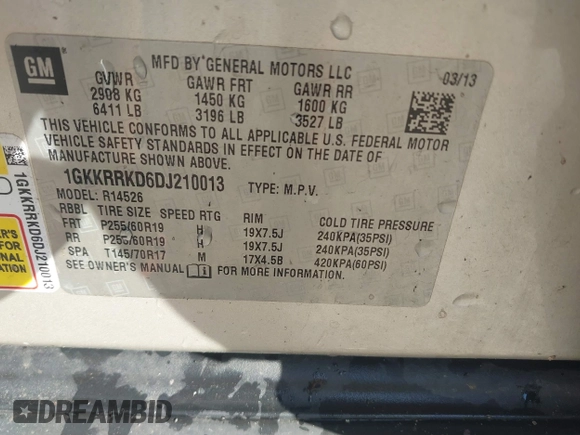 GM
MFD BY GENERAL MOTORS LLC
03/13
GVWR GAWR FRT GAWR RR
2908 KG 1450 KG 1600 KG
6411 LB 3196 LB 3527 LB
THIS VEHICLE CONFORMS TO ALL APPLICABLE U.S. FEDERAL MOTOR
VEHICLE SAFETY STANDARDS IN EFFECT ON THE DATE OF
MANUFACTURE SHOWN ABOVE.
1GKKRRKD6DJ210013 TYPE: M.P.V.
MODEL: R14526
RBBL TIRE SIZE SPEED RTG RIM COLD TIRE PRESSURE
FRT P255/60R19 H 19X7.5J 240KPA(35PSI)
RR P255/60R19 H 19X7.5J 240KPA(35PSI)
SPA T145/70R17 M 17X4.5B 420KPA(60PSI)
SEE OWNER'S MANUAL FOR MORE INFORMATION
1GKKRRKD6DJ210013
ER'S
FOR
ONAL
ATION
DREAMBID